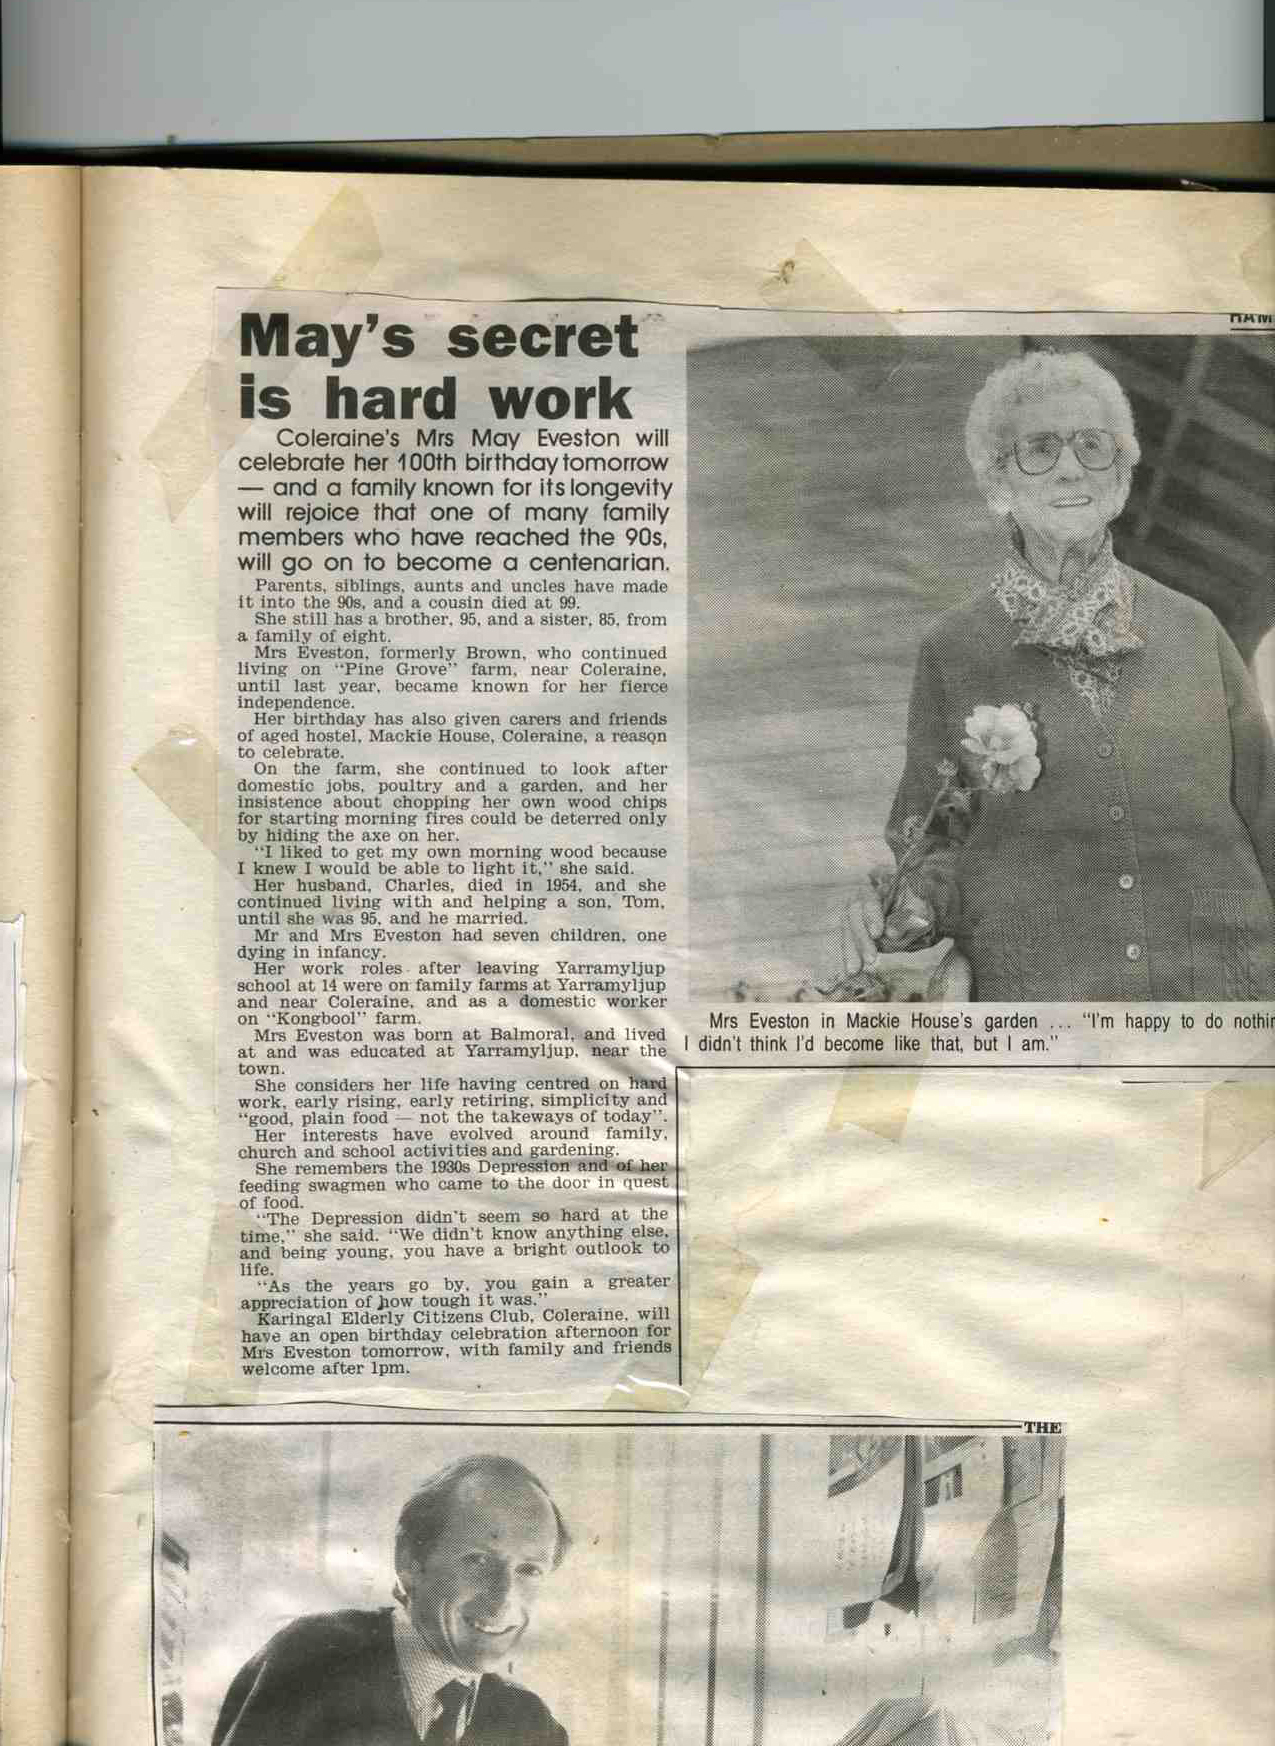 May's secret
is hard work
Coleraine's Mrs May Eveston will
celebrate her 100th birthday tomorrow
— and a family known for its longevity
will rejoice that one of many family
members who have reached the 90s,
will go on to become a centenarian.
Parents, siblings, aunts and uncles have made
it into the 90s, and a cousin died at 99.
She still has a brother, 95, and a sister, 85, from
a family of eight.
Mrs Eveston, formerly Brown, who continued
living on "Pine Grove" farm, near Coleraine,
until last year, became known for her fierce
independence.
Her birthday has also given carers and friends
of aged hostel, Mackie House, Coleraine, a reason
to celebrate.
On the farm, she continued to look after
domestic jobs, poultry and a garden, and her
insistence about chopping her own wood chips
for starting morning fires could be deterred only
by hiding the axe on her.
"I liked to get my own morning wood because
I knew I would be able to light it," she said.
Her husband, Charles, died in 1954, and she
continued living with and helping a son, Tom,
until she was 95, and he married.
Mr and Mrs Eveston had seven children, one
dying in infancy.
Her work roles after leaving Yarramyljup
school at 14 were on family farms at Yarramyljup
and near Coleraine, and as a domestic worker
on "Kongbool" farm.
Mrs Eveston was born at Balmoral, and lived
at and was educated at Yarramyljup, near the
town.
She considers her life having centred on hard
work, early rising, early retiring, simplicity and
"good, plain food — not the takeways of today".
Her interests have evolved around family,
church and school activities and gardening.
She remembers the 1930s Depression and of her
feeding swagmen who came to the door in quest
of food.
"The Depression didn't seem so hard at the
time," she said. "We didn't know anything else,
and being young, you have a bright outlook to
life.
"As the years go by, you gain a greater
appreciation of how tough it was."
Karingal Elderly Citizens Club, Coleraine, will
have an open birthday celebration afternoon for
Mrs Eveston tomorrow, with family and friends
welcome after 1pm.
HAM
Mrs Eveston in Mackie House's garden ... "I'm happy to do nothin
I didn't think I'd become like that, but I am."
THE